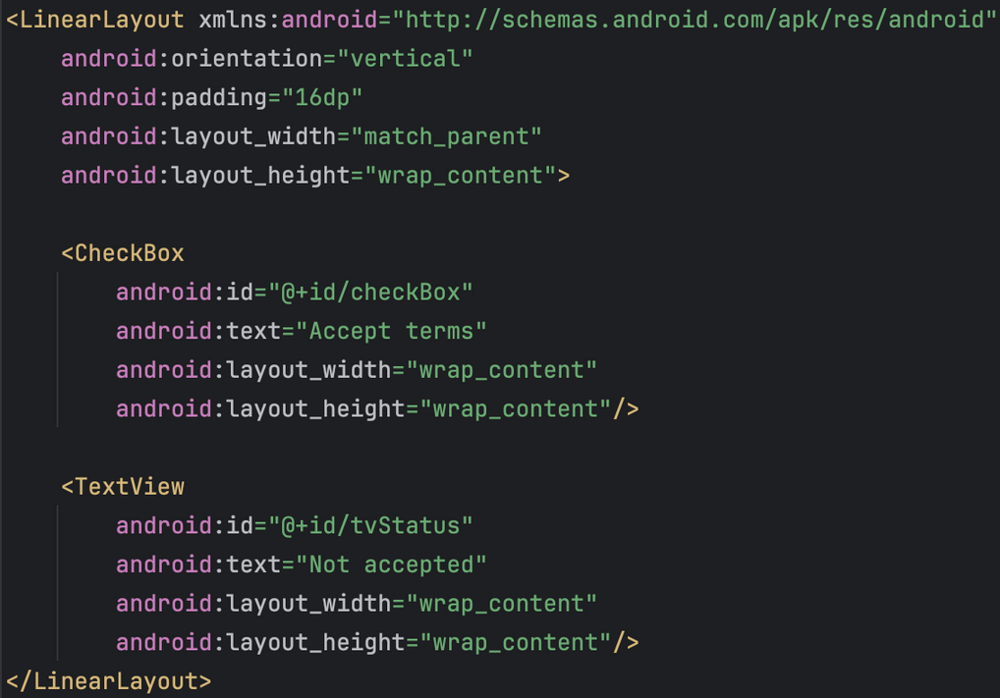 <LinearLayout xmlns:android="http://schemas.android.com/apk/res/android"
    android:orientation="vertical"
    android:padding="16dp"
    android:layout_width="match_parent"
    android:layout_height="wrap_content">

    <CheckBox
        android:id="@+id/checkBox"
        android:text="Accept terms"
        android:layout_width="wrap_content"
        android:layout_height="wrap_content"/>

    <TextView
        android:id="@+id/tvStatus"
        android:text="Not accepted"
        android:layout_width="wrap_content"
        android:layout_height="wrap_content"/>
</LinearLayout>